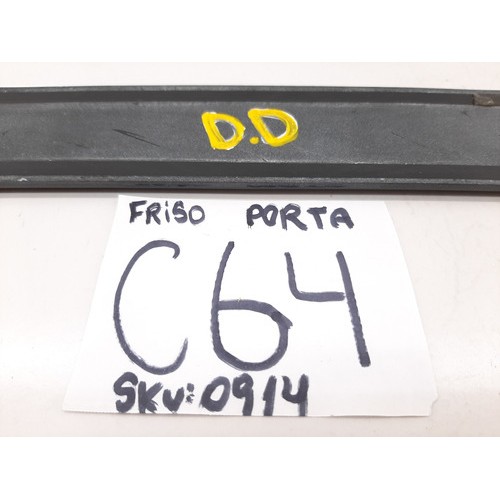 D.D
FRISO PORTA
C64
SKU:0914